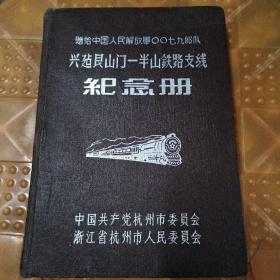 赠给中国人民解放军〇〇七九部队
兴建艮山门一半山铁路支线
纪念册
中国共产党杭州市委员会
浙江省杭州市人民委员会